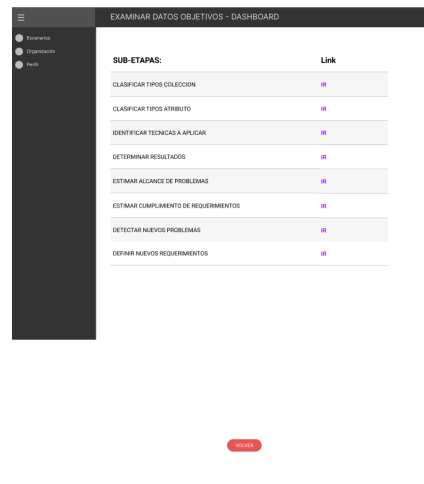 EXAMINAR DATOS OBJETIVOS - DASHBOARD
Escenarios
Organización
Perfil
SUB-ETAPAS: Link
CLASIFICAR TIPOS COLECCION IR
CLASIFICAR TIPOS ATRIBUTO IR
IDENTIFICAR TECNICAS A APLICAR IR
DETERMINAR RESULTADOS IR
ESTIMAR ALCANCE DE PROBLEMAS IR
ESTIMAR CUMPLIMIENTO DE REQUERIMIENTOS IR
DETECTAR NUEVOS PROBLEMAS IR
DEFINIR NUEVOS REQUERIMIENTOS IR
VOLVER